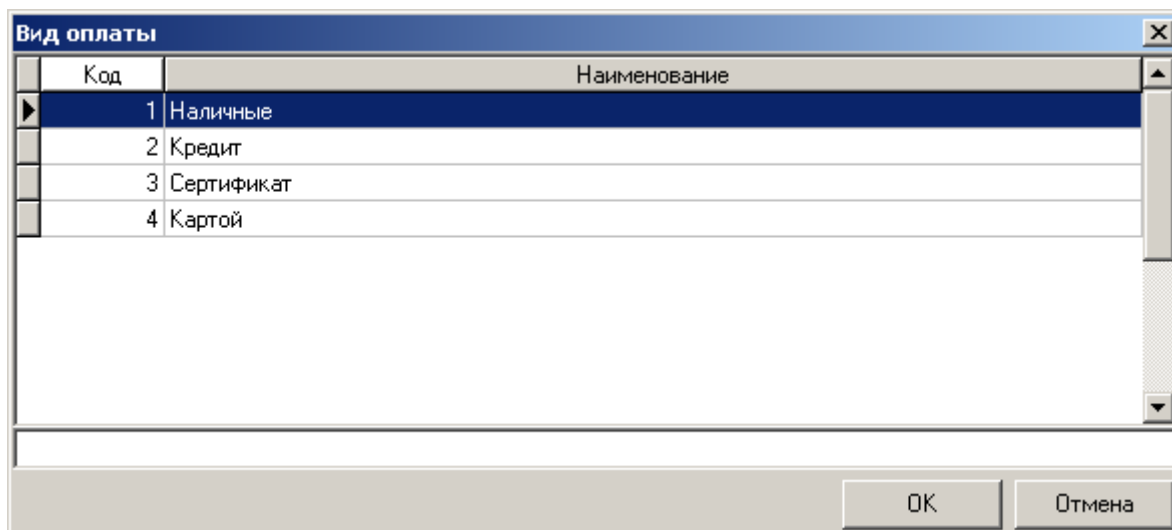 Вид оплаты
Код Наименование
1 Наличные
2 Кредит
3 Сертификат
4 Картой
OK Отмена